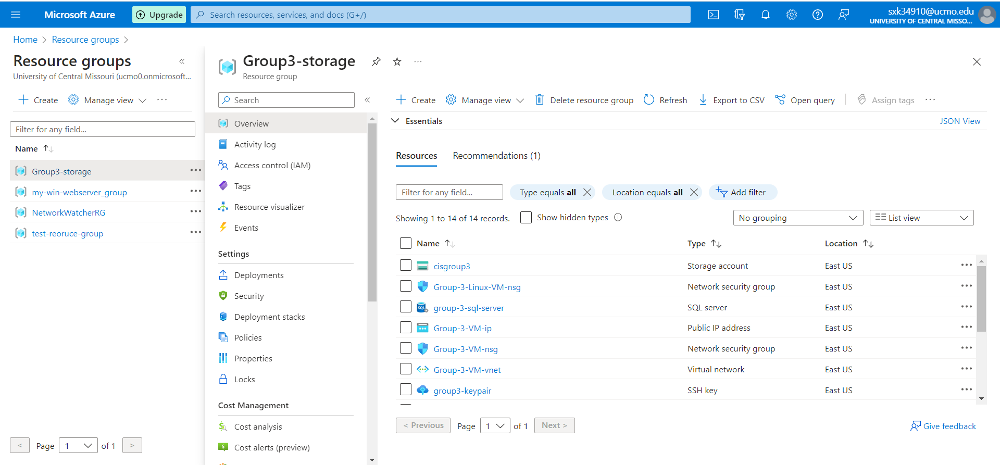 Microsoft Azure
Upgrade
Search resources, services, and docs (G+/)
sxk34910@ucmo.edu
UNIVERSITY OF CENTRAL MISSO...
Home > Resource groups >
Resource groups
University of Central Missouri (ucmo0.onmicrosoft...
Create
Manage view
Filter for any field...
Name
Group3-storage
my-win-webserver_group
NetworkWatcherRG
test-reoruce-group
< Page 1 of 1 >
Group3-storage
Resource group
Search
Overview
Activity log
Access control (IAM)
Tags
Resource visualizer
Events
Settings
Deployments
Security
Deployment stacks
Policies
Properties
Locks
Cost Management
Cost analysis
Cost alerts (preview)
Create
Manage view
Delete resource group
Refresh
Export to CSV
Open query
Assign tags
Essentials
JSON View
Resources
Recommendations (1)
Filter for any field...
Type equals all
Location equals all
Add filter
Showing 1 to 14 of 14 records.
Show hidden types
No grouping
List view
Name Type Location
cisgroup3 Storage account East US
Group-3-Linux-VM-nsg Network security group East US
group-3-sql-server SQL server East US
Group-3-VM-ip Public IP address East US
Group-3-VM-nsg Network security group East US
Group-3-VM-vnet Virtual network East US
group3-keypair SSH key East US
< Previous Page 1 of 1 Next >
Give feedback